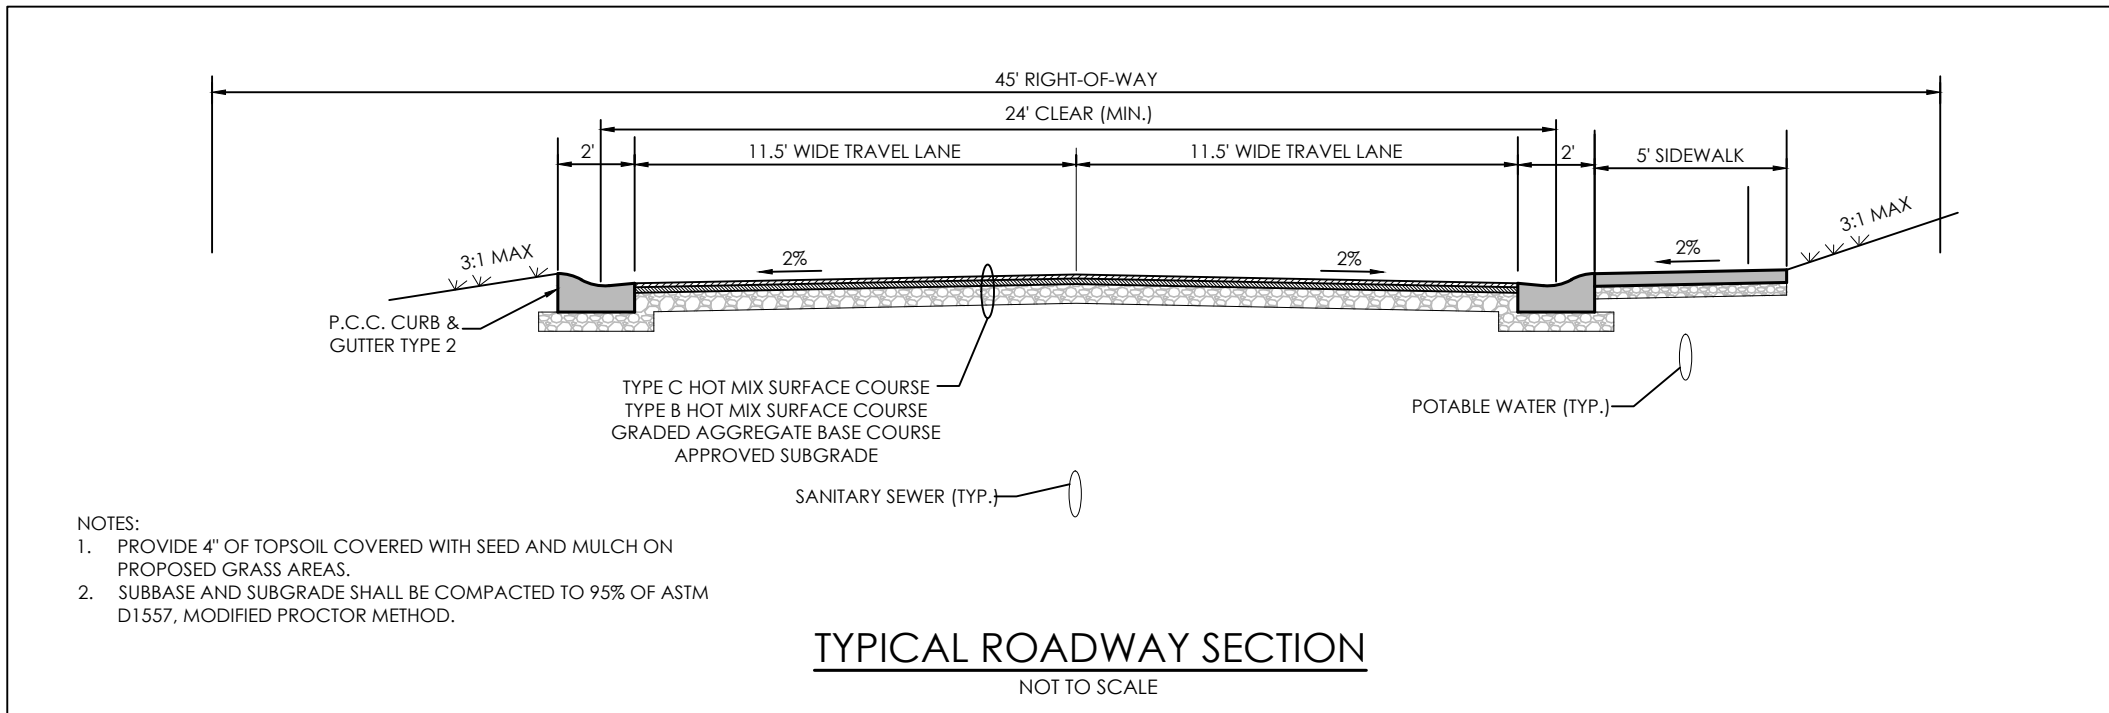 45' RIGHT-OF-WAY
24' CLEAR (MIN.)
2'
11.5' WIDE TRAVEL LANE
11.5' WIDE TRAVEL LANE
2'
5' SIDEWALK
3:1 MAX
2%
2%
2%
3:1 MAX
P.C.C. CURB &
GUTTER TYPE 2
TYPE C HOT MIX SURFACE COURSE
TYPE B HOT MIX SURFACE COURSE
GRADED AGGREGATE BASE COURSE
APPROVED SUBGRADE
POTABLE WATER (TYP.)
SANITARY SEWER (TYP.)
NOTES:
1. PROVIDE 4" OF TOPSOIL COVERED WITH SEED AND MULCH ON
PROPOSED GRASS AREAS.
2. SUBBASE AND SUBGRADE SHALL BE COMPACTED TO 95% OF ASTM
D1557, MODIFIED PROCTOR METHOD.
TYPICAL ROADWAY SECTION
NOT TO SCALE